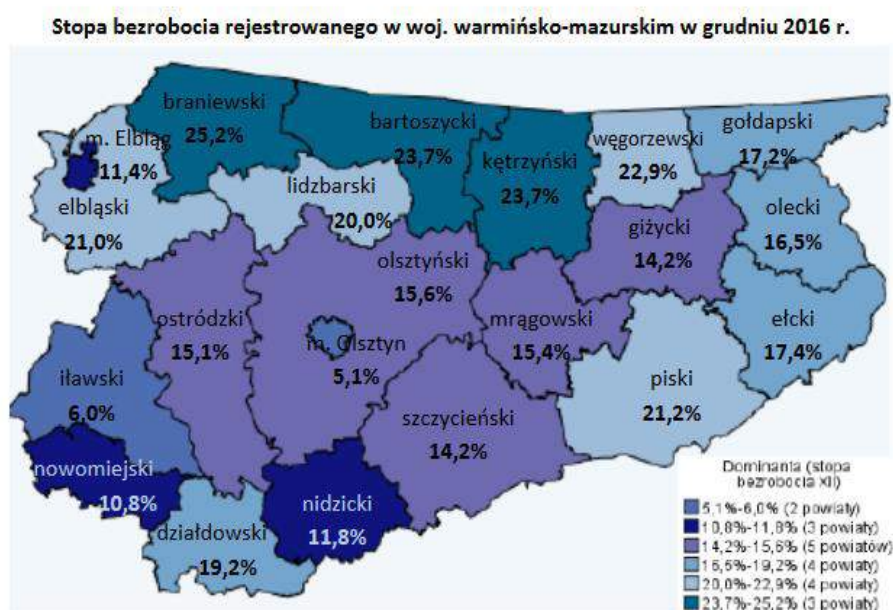 Stopa bezrobocia rejestrowanego w woj. warmińsko-mazurskim w grudniu 2016 r.
braniewski
25,2%
bartoszycki
23,7%
kętrzyński
23,7%
węgorzewski
22,9%
gołdapski
17,2%
m. Elbląg
11,4%
elbląski
21,0%
lidzbarski
20,0%
olecki
16,5%
giżycki
14,2%
olsztyński
15,6%
ostródzki
15,1%
m. Olsztyn
5,1%
mrągowski
15,4%
ełcki
17,4%
iławski
6,0%
piski
21,2%
szczycieński
14,2%
nowomiejski
10,8%
nidzicki
11,8%
działdowski
19,2%
Dominanta (stopa
bezrobocia XII)
5,1%-6,0% (2 powiaty)
10,8%-11,8% (3 powiaty)
14,2%-15,6% (5 powiatów)
16,5%-19,2% (4 powiaty)
20,0%-22,9% (4 powiaty)
23,7%-25,2% (3 powiaty)